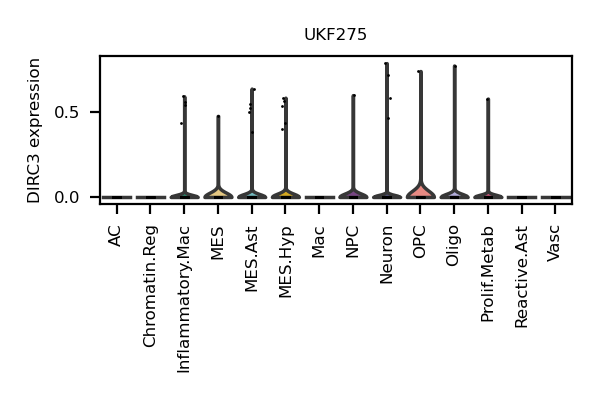 UKF275
DIRC3 expression
0.5
0.0
AC
Chromatin.Reg
Inflammatory.Mac
MES
MES.Ast
MES.Hyp
Mac
NPC
Neuron
OPC
Oligo
Prolif.Metab
Reactive.Ast
Vasc